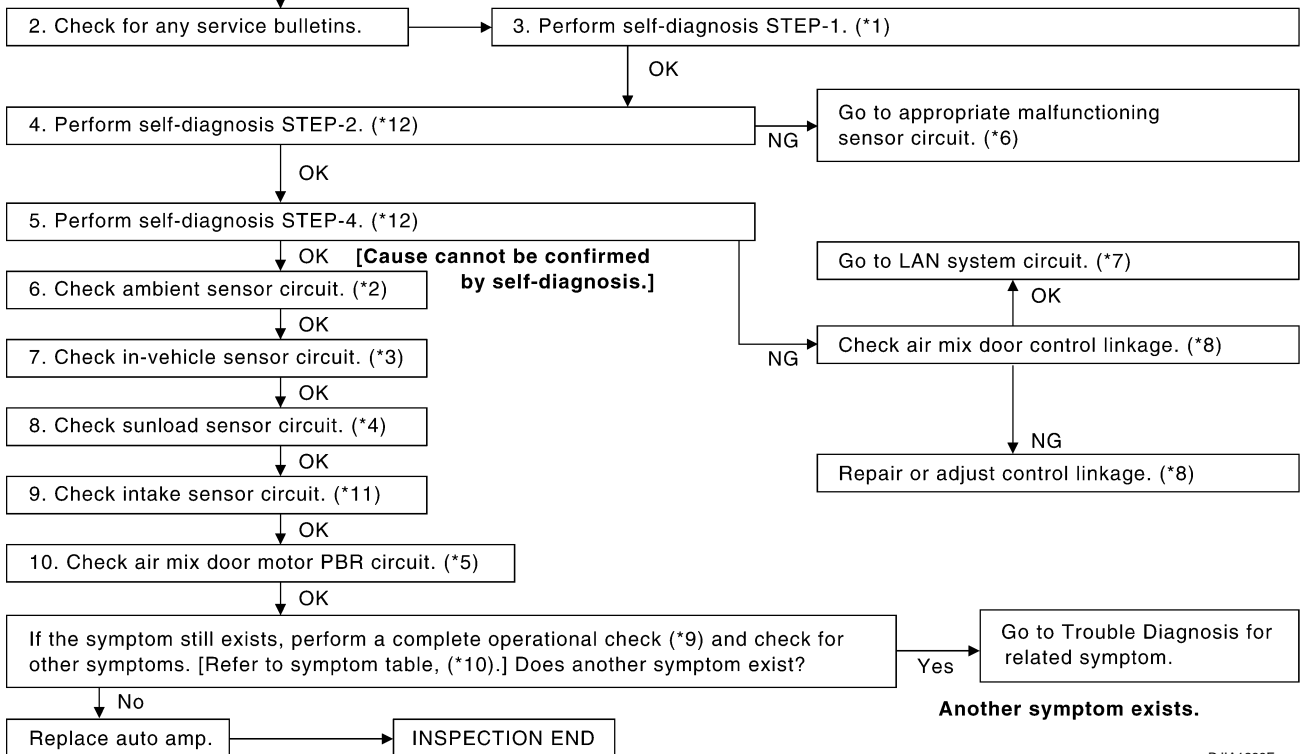 2. Check for any service bulletins.
3. Perform self-diagnosis STEP-1. (*1)
OK
4. Perform self-diagnosis STEP-2. (*12)
NG
Go to appropriate malfunctioning
sensor circuit. (*6)
OK
5. Perform self-diagnosis STEP-4. (*12)
OK
[Cause cannot be confirmed
by self-diagnosis.]
Go to LAN system circuit. (*7)
OK
6. Check ambient sensor circuit. (*2)
OK
NG
Check air mix door control linkage. (*8)
7. Check in-vehicle sensor circuit. (*3)
OK
8. Check sunload sensor circuit. (*4)
NG
OK
Repair or adjust control linkage. (*8)
9. Check intake sensor circuit. (*11)
OK
10. Check air mix door motor PBR circuit. (*5)
OK
If the symptom still exists, perform a complete operational check (*9) and check for
other symptoms. [Refer to symptom table, (*10).] Does another symptom exist?
Yes
Go to Trouble Diagnosis for
related symptom.
No
Another symptom exists.
Replace auto amp.
INSPECTION END